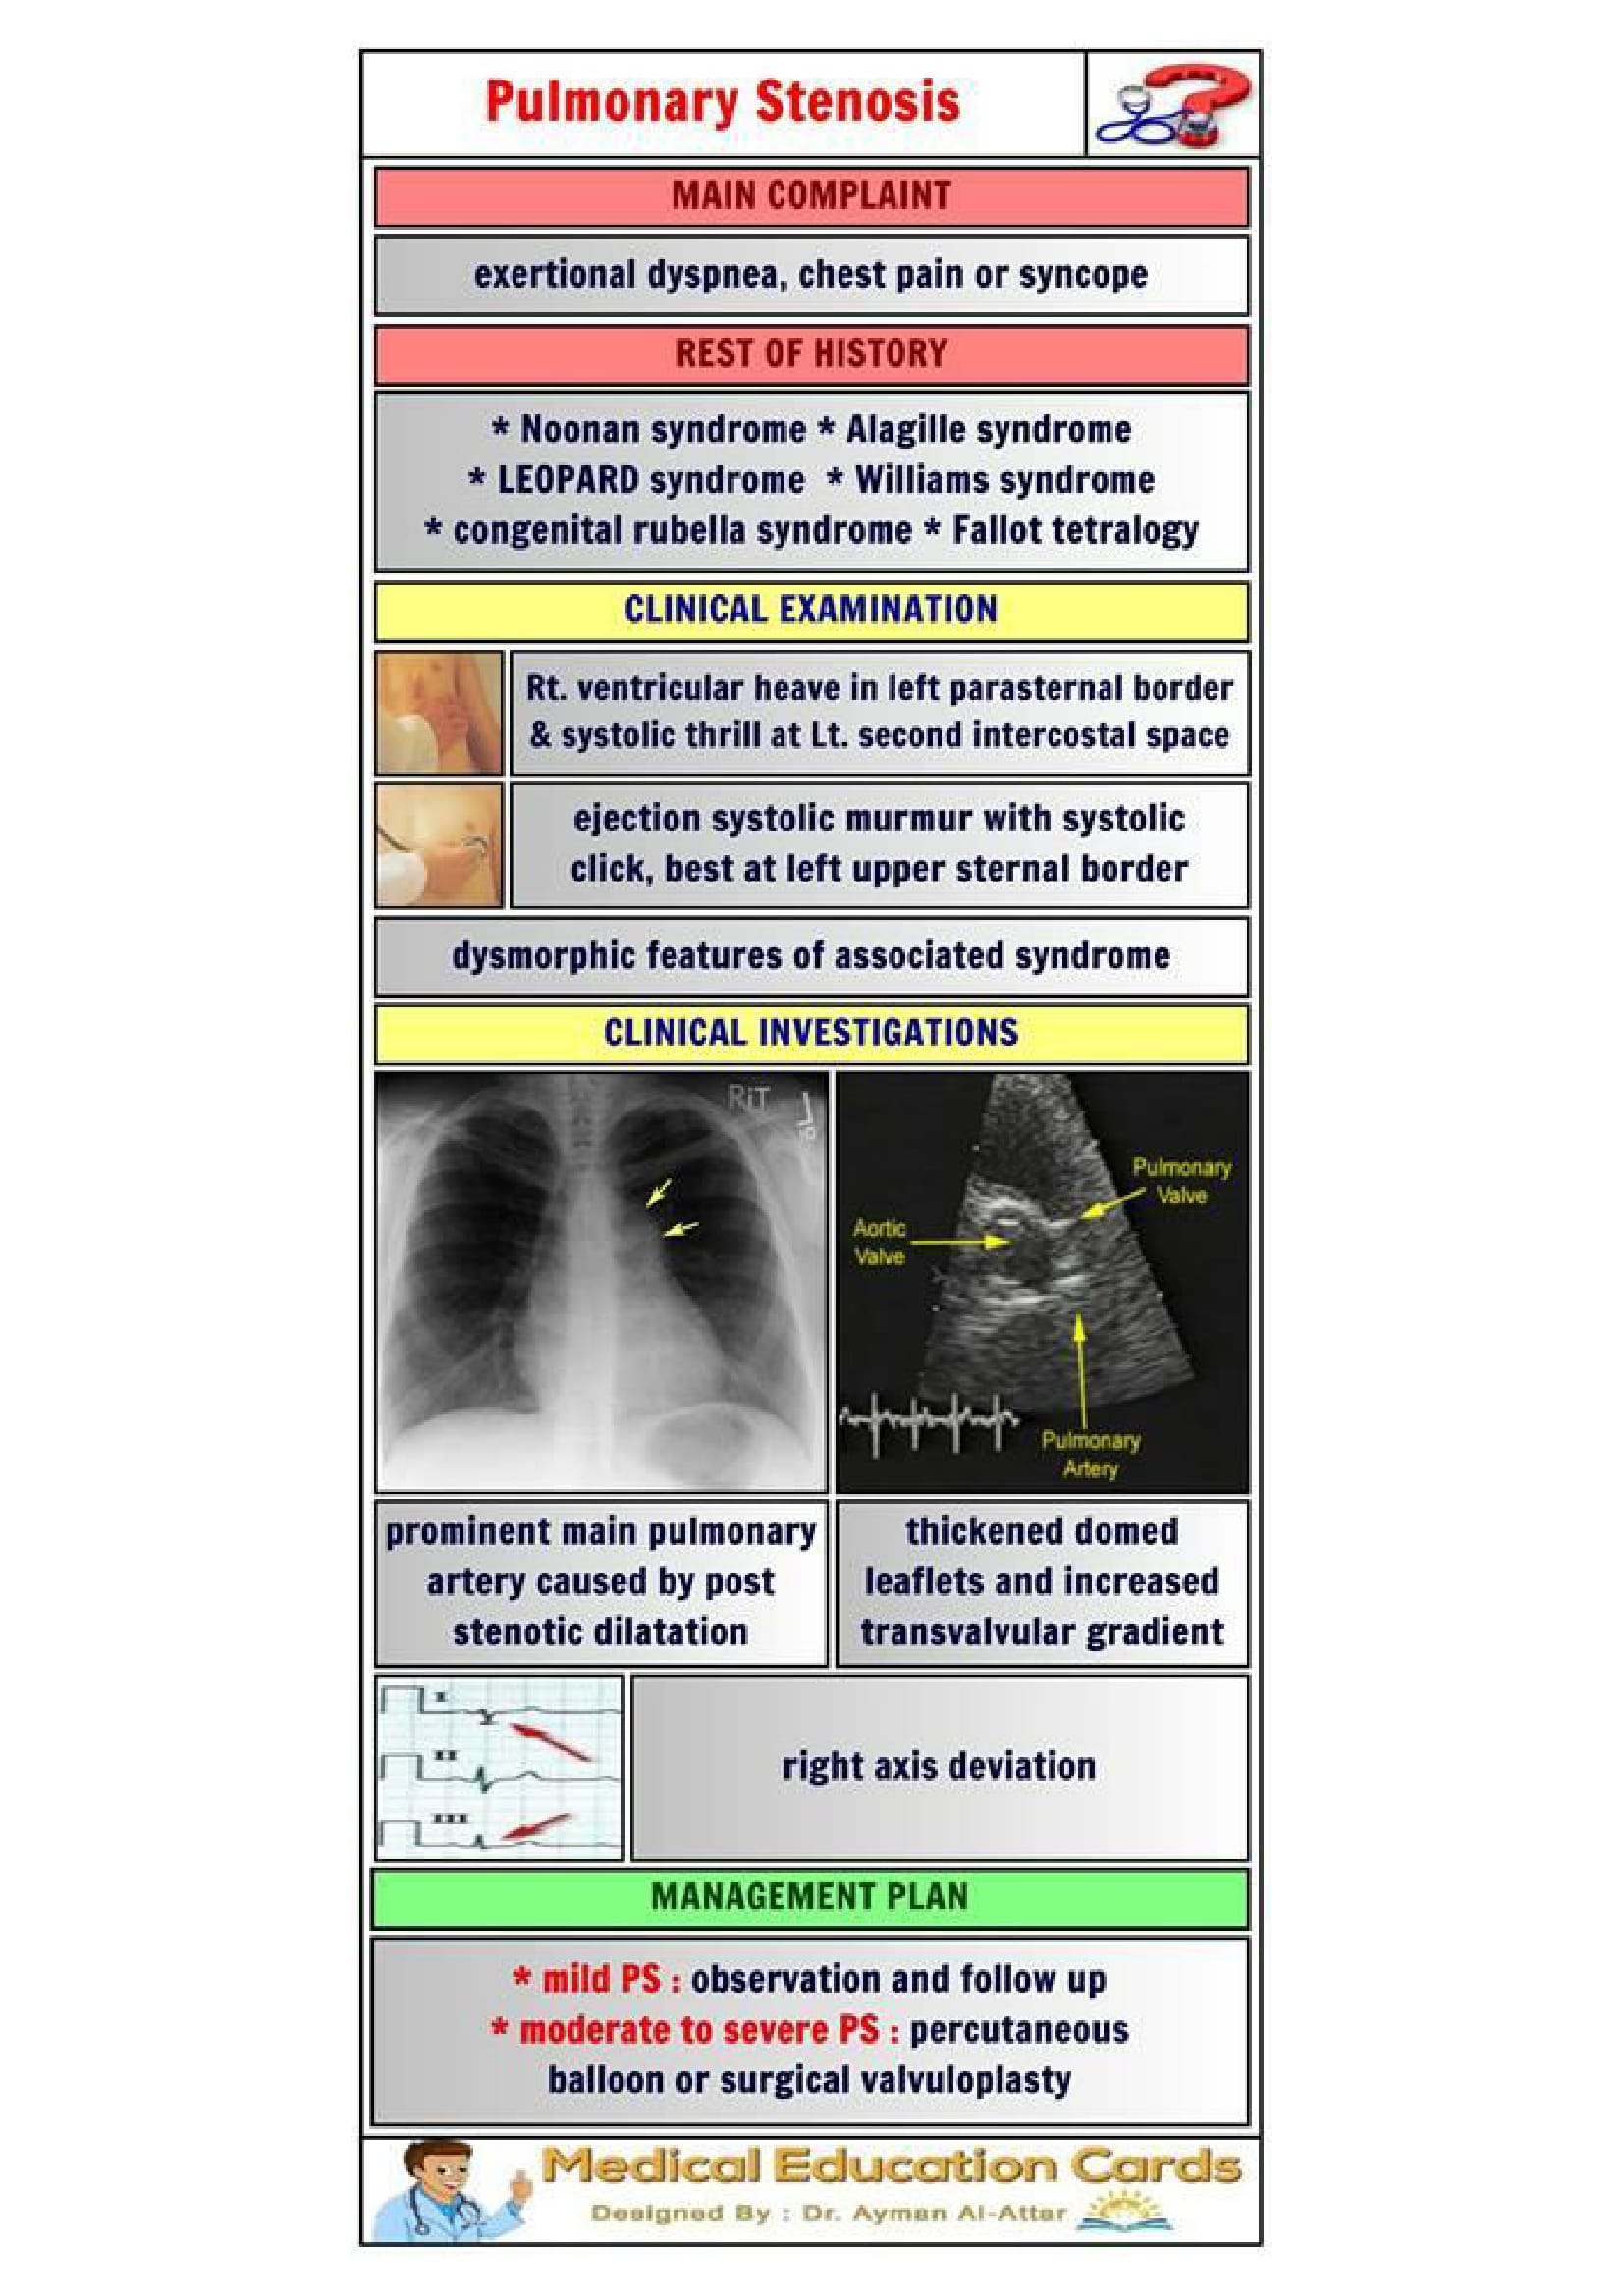 Pulmonary Stenosis
MAIN COMPLAINT
exertional dyspnea, chest pain or syncope
REST OF HISTORY
* Noonan syndrome * Alagille syndrome
* LEOPARD syndrome * Williams syndrome
* congenital rubella syndrome * Fallot tetralogy
CLINICAL EXAMINATION
Rt. ventricular heave in left parasternal border
& systolic thrill at Lt. second intercostal space
ejection systolic murmur with systolic
click, best at left upper sternal border
dysmorphic features of associated syndrome
CLINICAL INVESTIGATIONS
RiT
Pulmonary
Valve
Aortic
Valve
Pulmonary
Artery
prominent main pulmonary
artery caused by post
stenotic dilatation
thickened domed
leaflets and increased
transvalvular gradient
I
II
III
right axis deviation
MANAGEMENT PLAN
* mild PS : observation and follow up
* moderate to severe PS : percutaneous
balloon or surgical valvuloplasty
Medical Education Cards
Designed By : Dr. Ayman Al-Attar